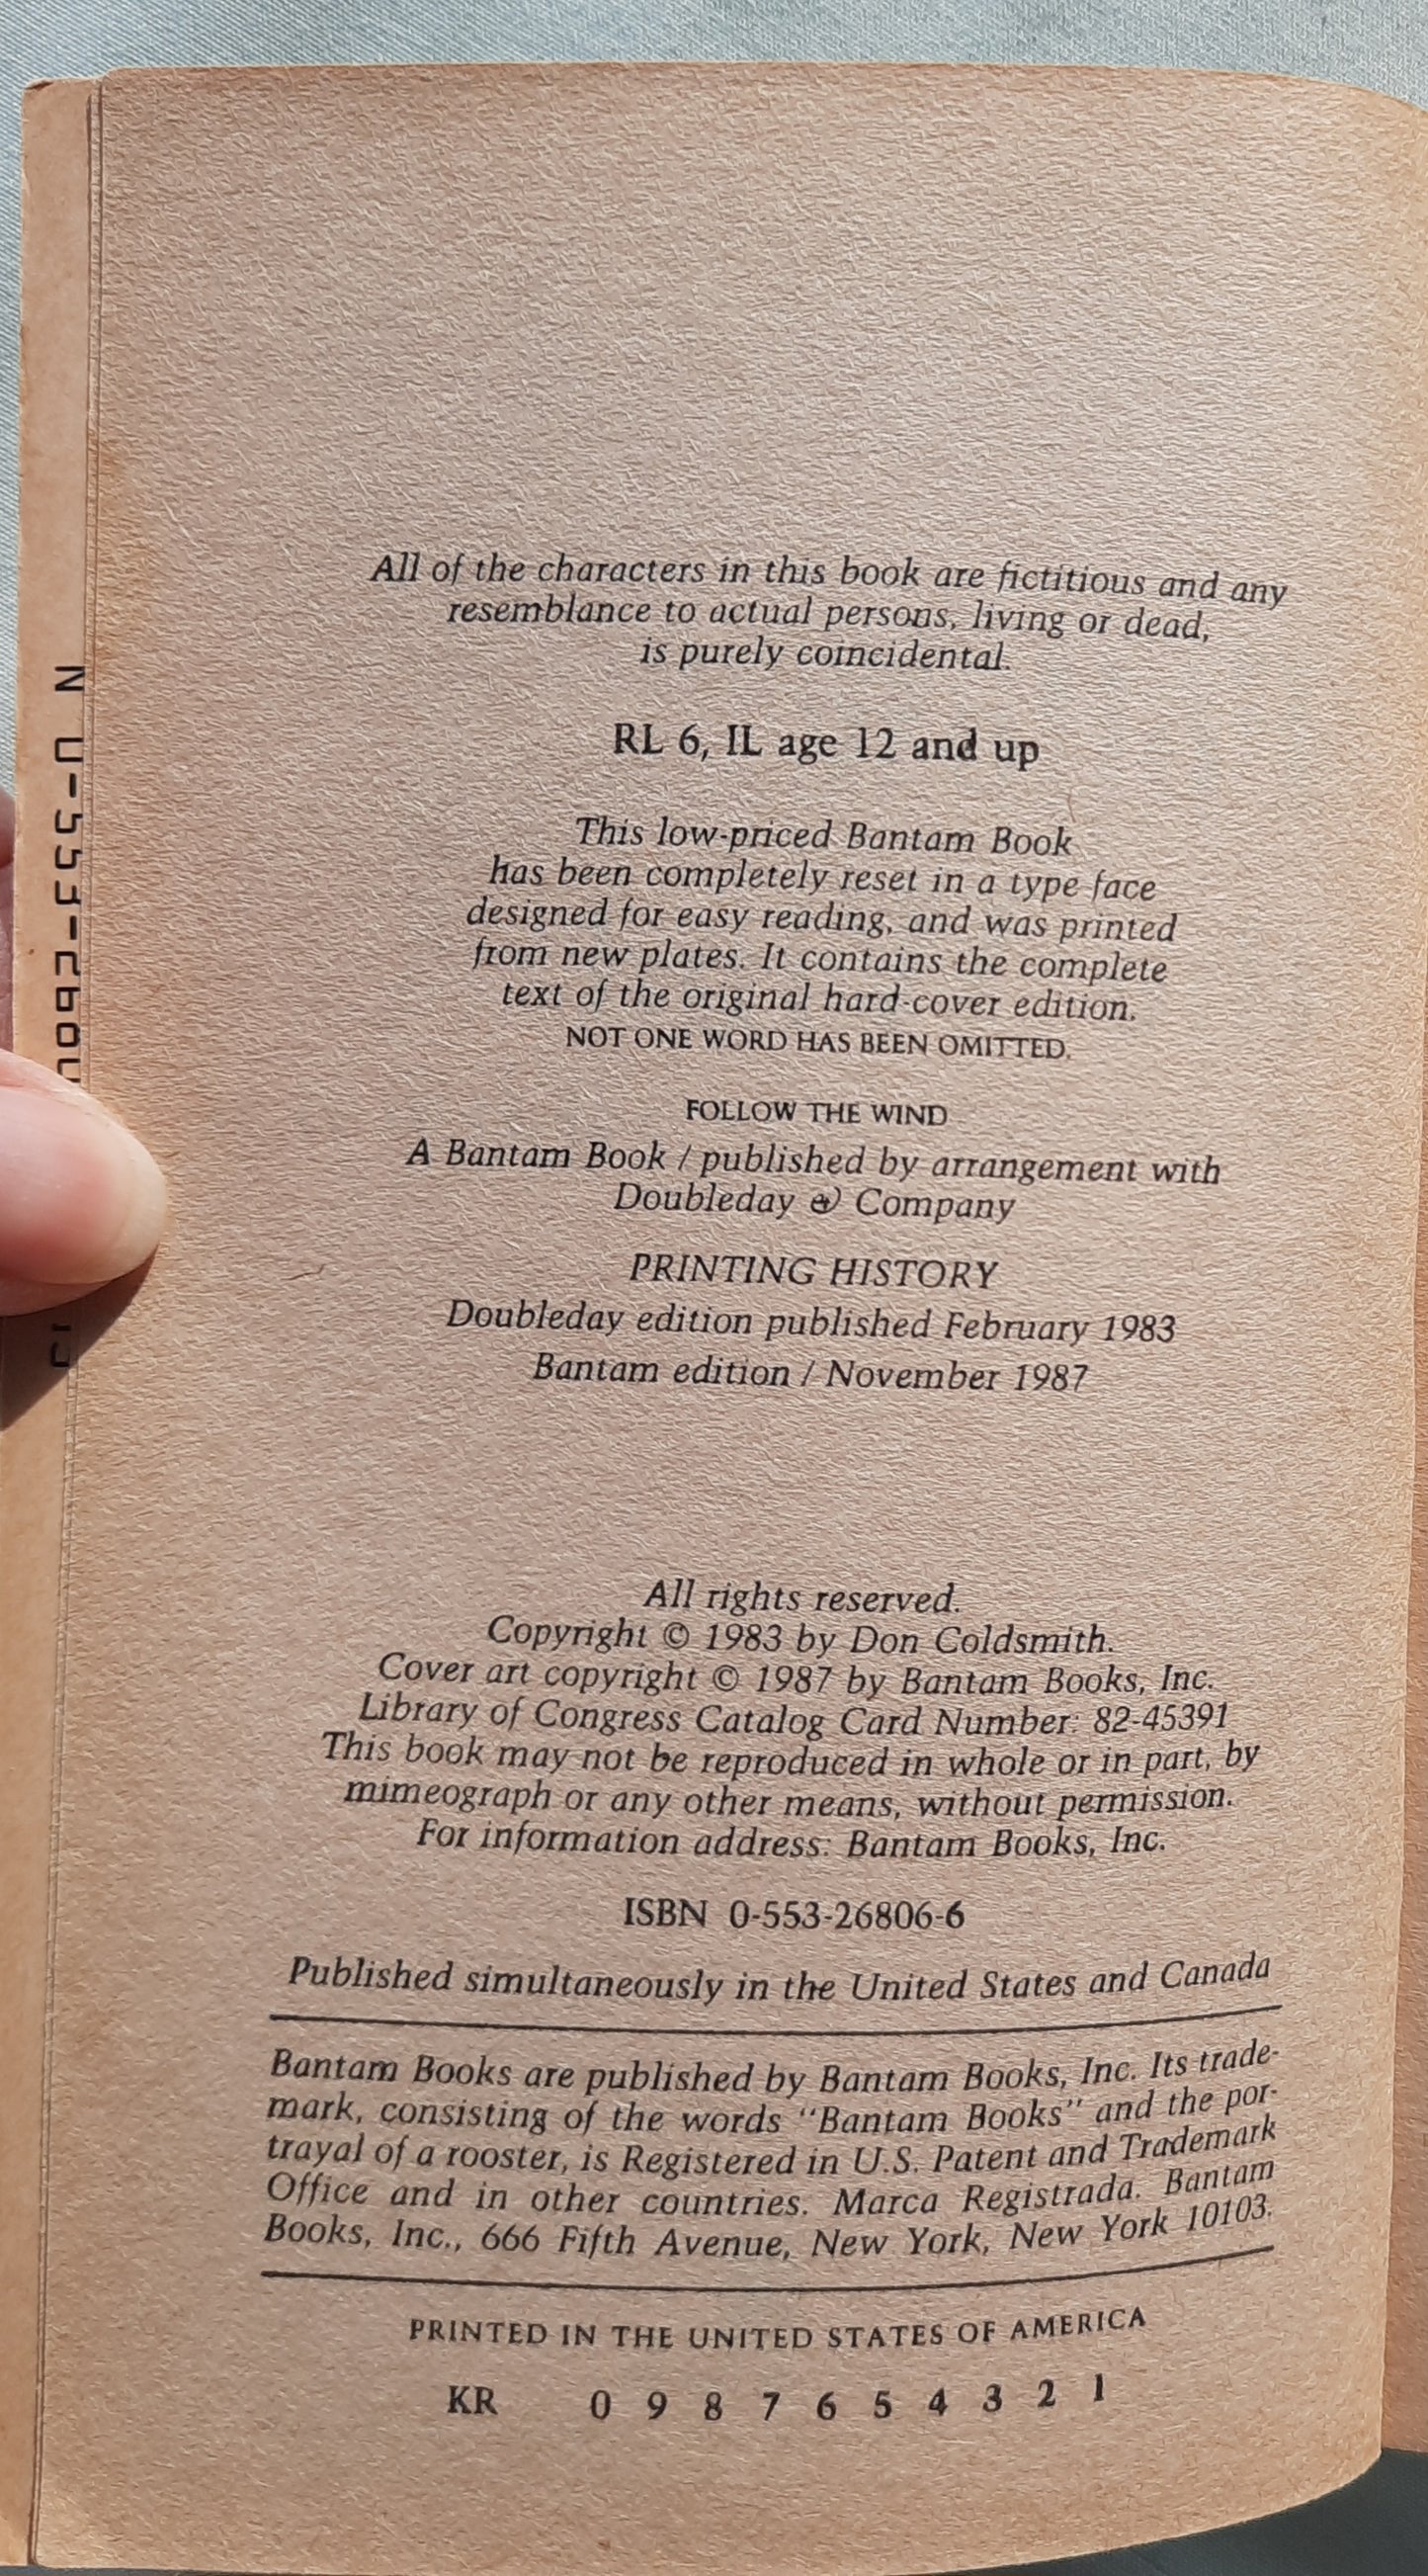 All of the characters in this book are fictitious and any
resemblance to actual persons, living or dead,
is purely coincidental.
RL 6, IL age 12 and up
This low-priced Bantam Book
has been completely reset in a type face
designed for easy reading, and was printed
from new plates. It contains the complete
text of the original hard-cover edition.
NOT ONE WORD HAS BEEN OMITTED.
FOLLOW THE WIND
A Bantam Book / published by arrangement with
Doubleday & Company
PRINTING HISTORY
Doubleday edition published February 1983
Bantam edition / November 1987
All rights reserved.
Copyright © 1983 by Don Coldsmith.
Cover art copyright © 1987 by Bantam Books, Inc.
Library of Congress Catalog Card Number: 82-45391
This book may not be reproduced in whole or in part, by
mimeograph or any other means, without permission.
For information address: Bantam Books, Inc.
ISBN 0-553-26806-6
Published simultaneously in the United States and Canada
Bantam Books are published by Bantam Books, Inc. Its trade-
mark, consisting of the words "Bantam Books" and the por-
trayal of a rooster, is Registered in U.S. Patent and Trademark
Office and in other countries. Marca Registrada. Bantam
Books, Inc., 666 Fifth Avenue, New York, New York 10103.
PRINTED IN THE UNITED STATES OF AMERICA
KR 0 9 8 7 6 5 4 3 2 1